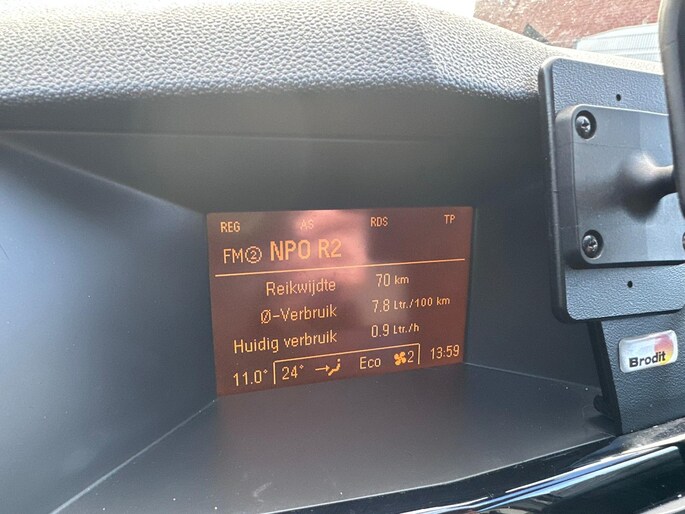 REG AS RDS TP
FM② NPO R2
Reikwijdte 70 km
Ø-Verbruik 7.8 Ltr./100 km
Huidig verbruik 0.9 Ltr./h
11.0° 24° Eco 2 13:59
Brodit